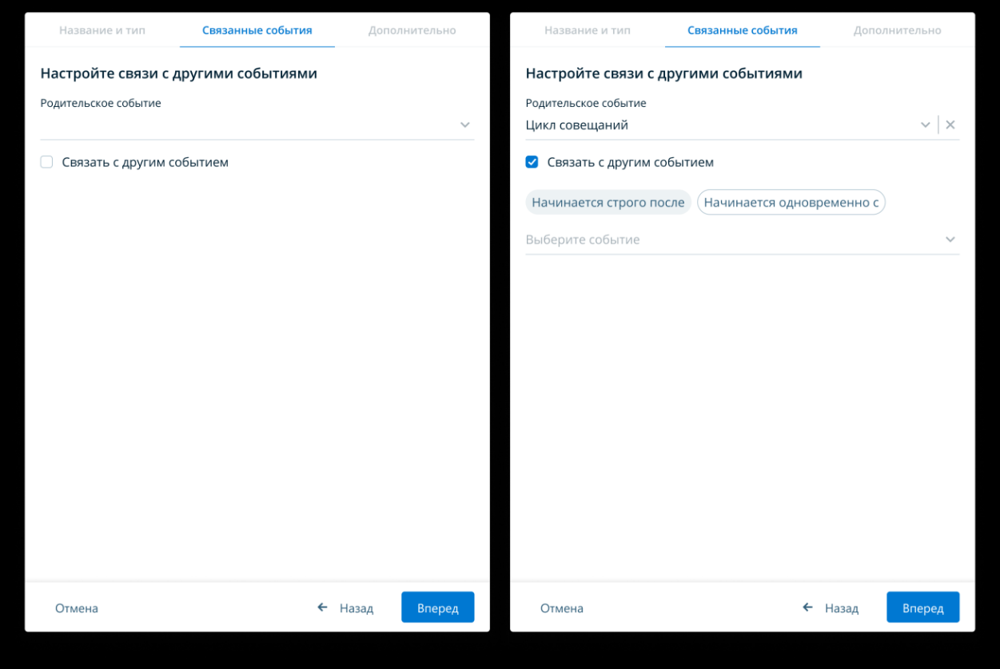 Название и тип
Связанные события
Дополнительно
Настройте связи с другими событиями
Родительское событие
Связать с другим событием
Отмена
Назад
Вперед
Название и тип
Связанные события
Дополнительно
Настройте связи с другими событиями
Родительское событие
Цикл совещаний
Связать с другим событием
Начинается строго после
Начинается одновременно с
Выберите событие
Отмена
Назад
Вперед